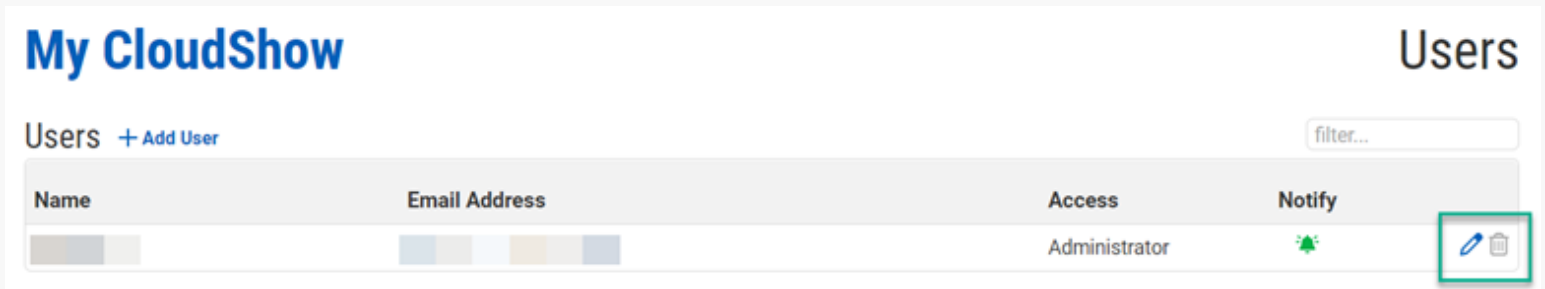 My CloudShow
Users
Users + Add User
filter...
Name Email Address Access Notify
Administrator